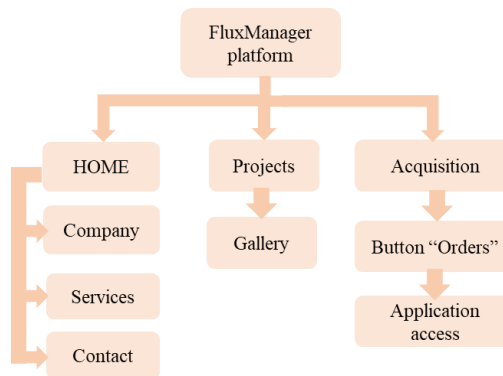 FluxManager
platform
HOME
Projects
Acquisition
Company
Gallery
Button “Orders”
Services
Application
access
Contact